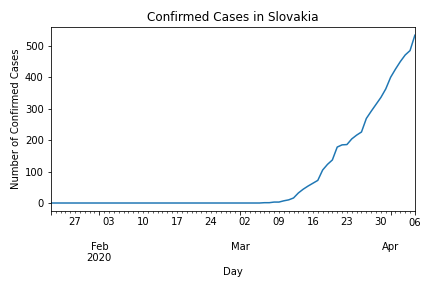 Confirmed Cases in Slovakia
Number of Confirmed Cases
500
400
300
200
100
0
27 03 10 17 24 02 09 16 23 30 06
Feb Mar Apr
2020
Day